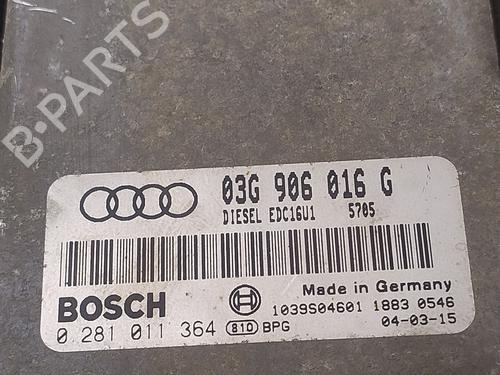 B-PARTS
03G 906 016 G
DIESEL EDC16U1 5705
Made in Germany
BOSCH
1039S04601 1883 0546
0 281 011 364 810 BPG 04-03-15